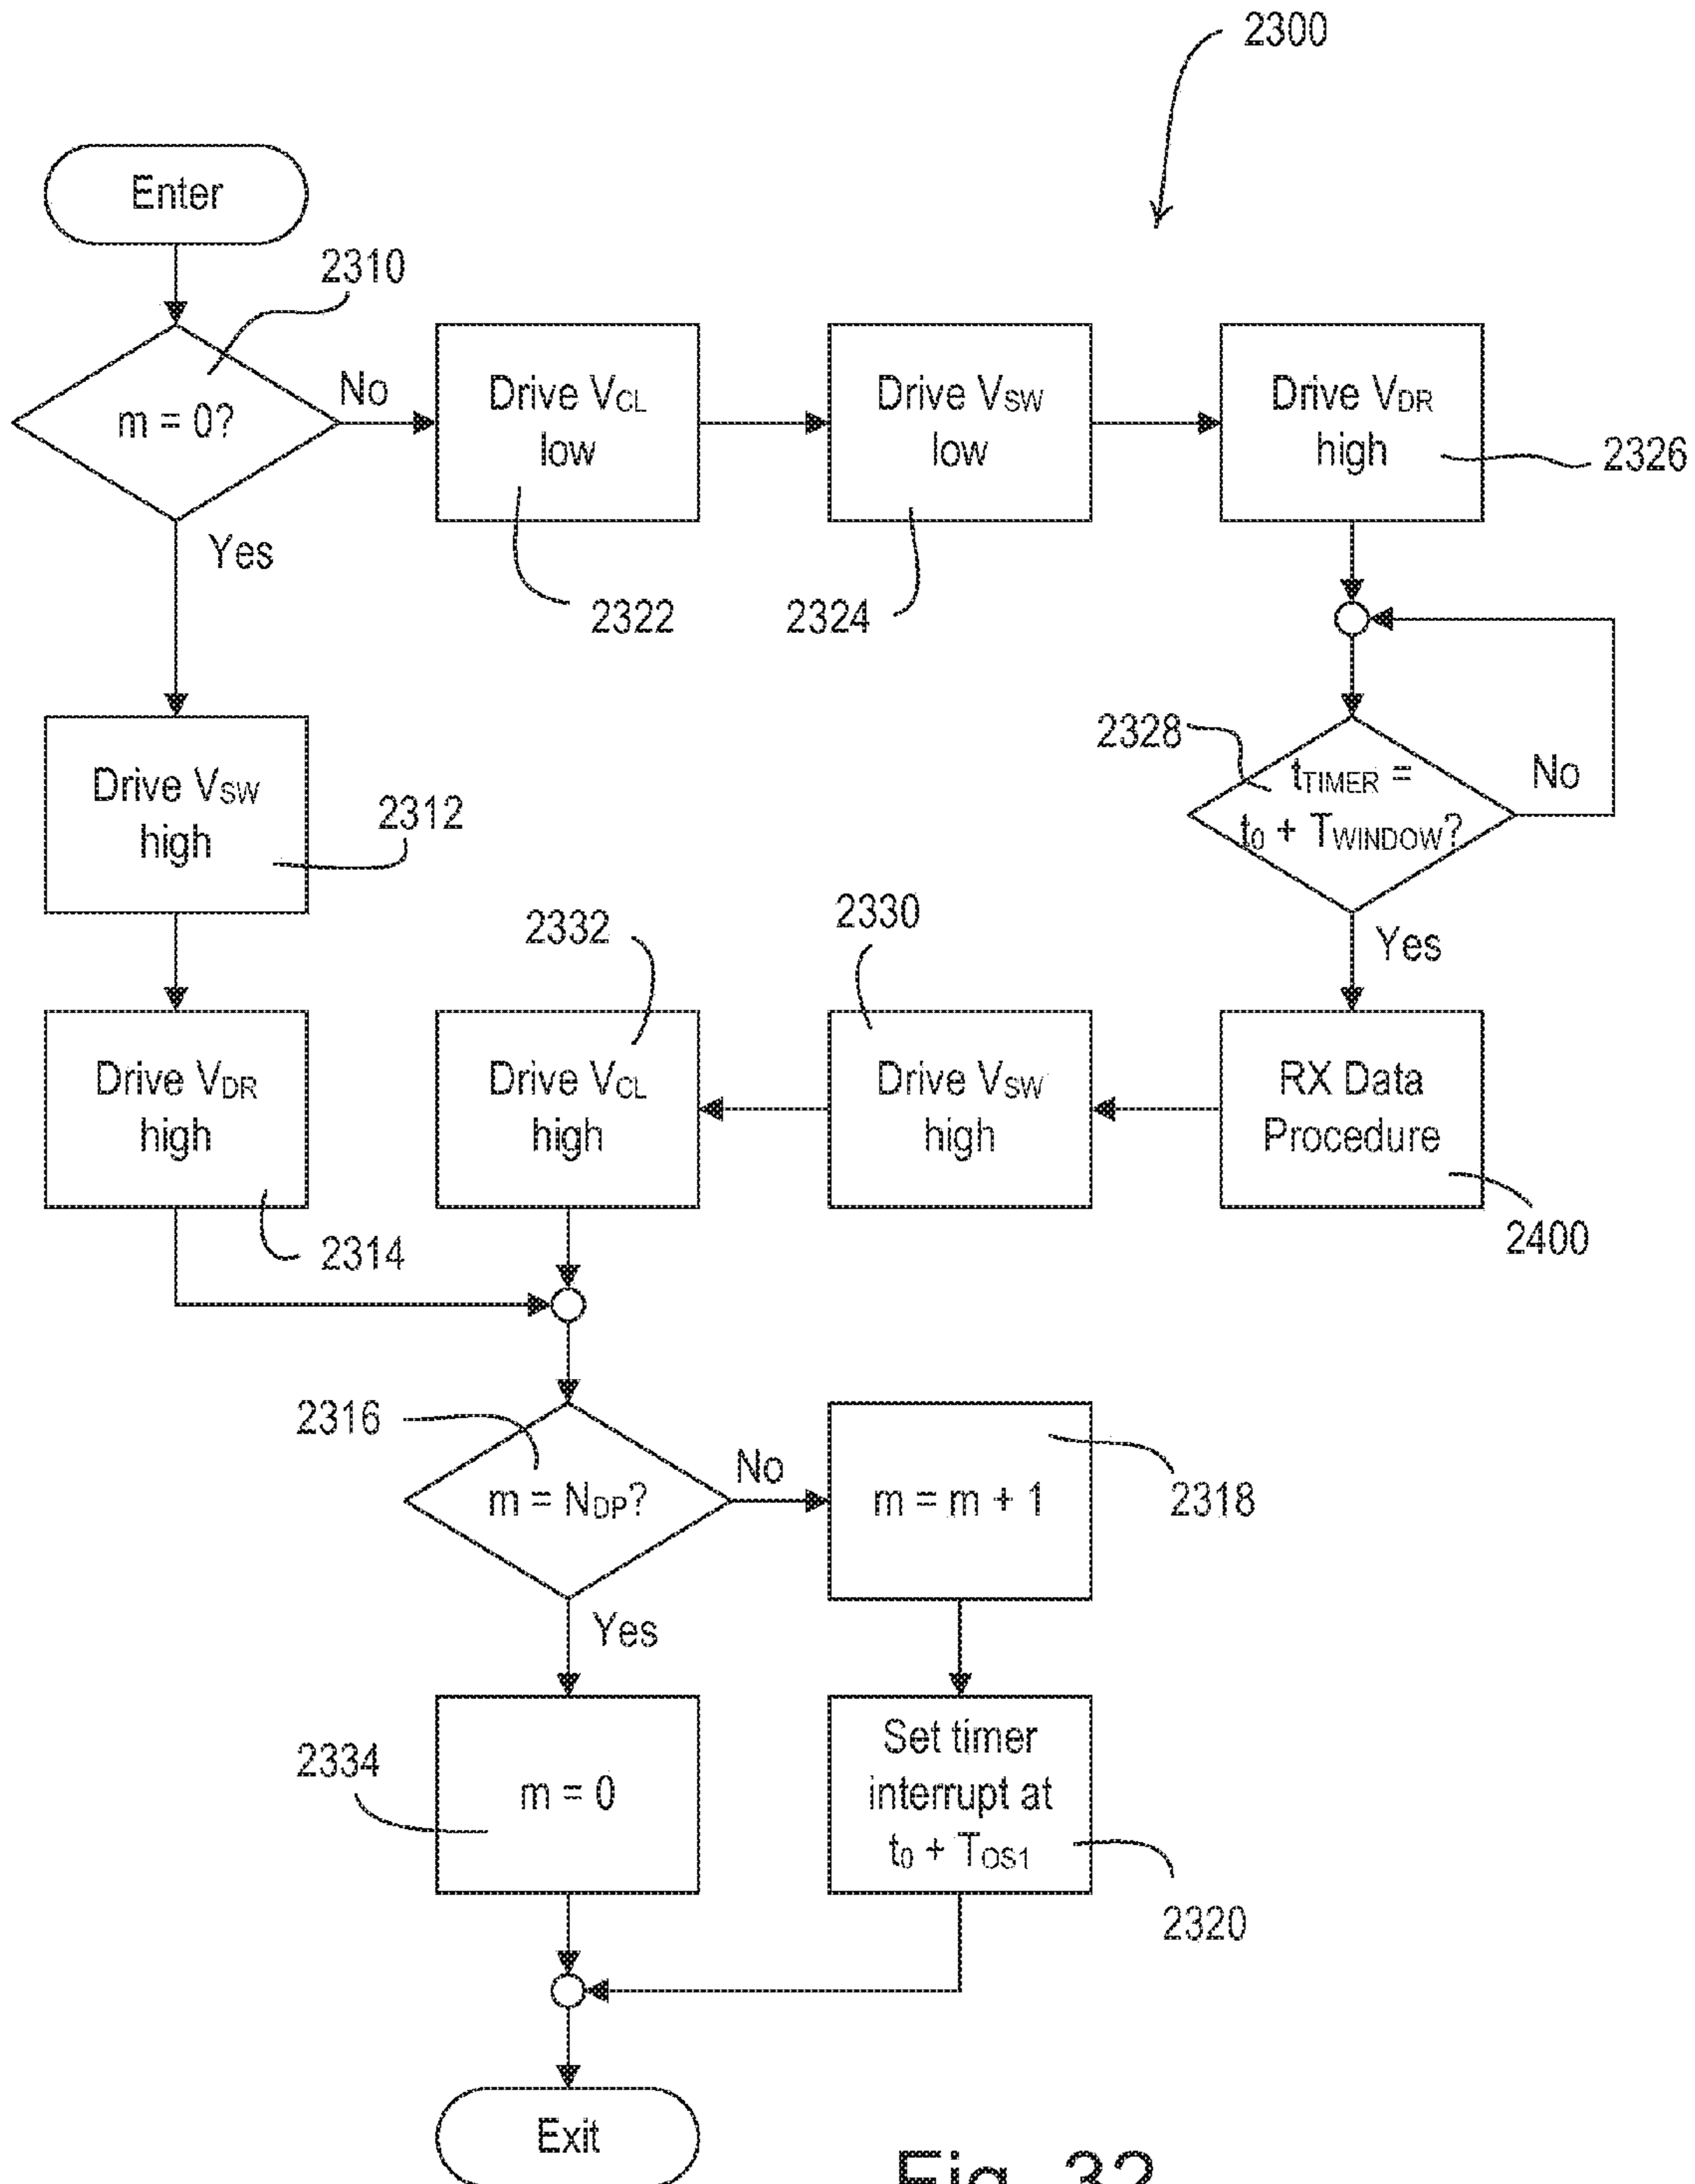 2300
Enter
2310
m = 0?
No
Yes
Drive VCL
low
2322
Drive VSW
low
2324
Drive VDR
high
2326
2328
tTIMER =
t0 + TWINDOW?
No
Yes
Drive VSW
high
2312
Drive VDR
high
2314
2332
Drive VCL
high
2330
Drive VSW
high
RX Data
Procedure
2400
2316
m = NDP?
No
Yes
m = m + 1
2318
2334
m = 0
Set timer
interrupt at
t0 + TOS1
2320
Exit
Fig. 32